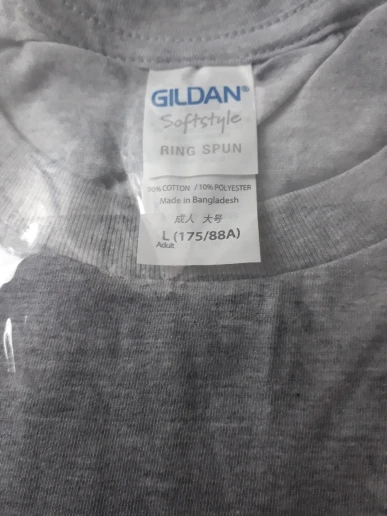 GILDAN®
Softstyle
RING SPUN
90% COTTON / 10% POLYESTER
Made in Bangladesh
成人 大号
L (175/88A)
Adult